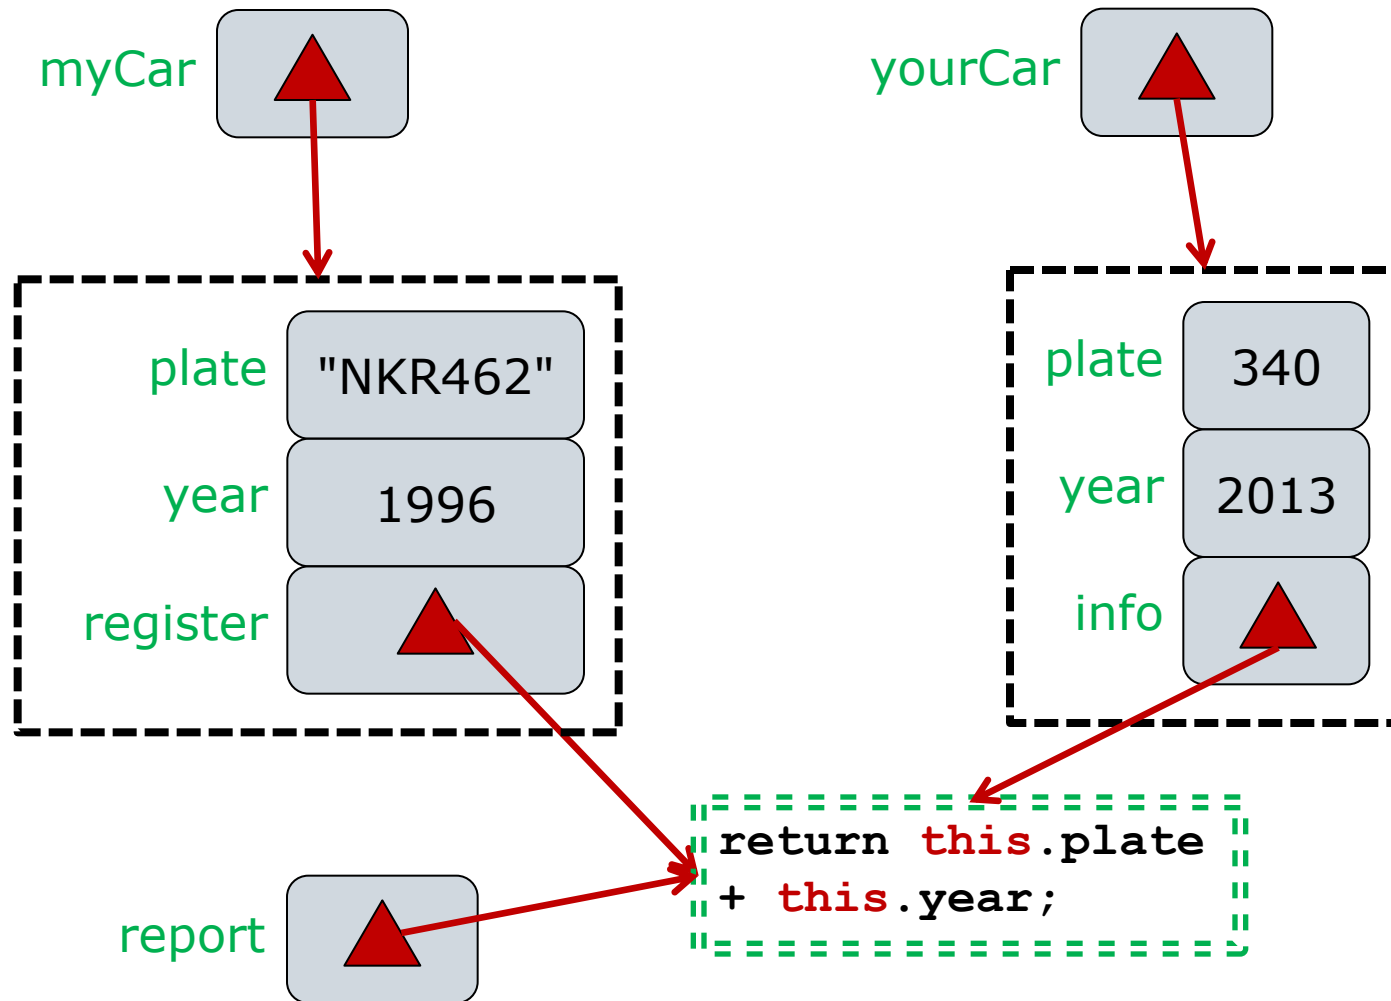 myCar
yourCar
plate "NKR462"
year 1996
register
plate 340
year 2013
info
return this.plate
+ this.year;
report